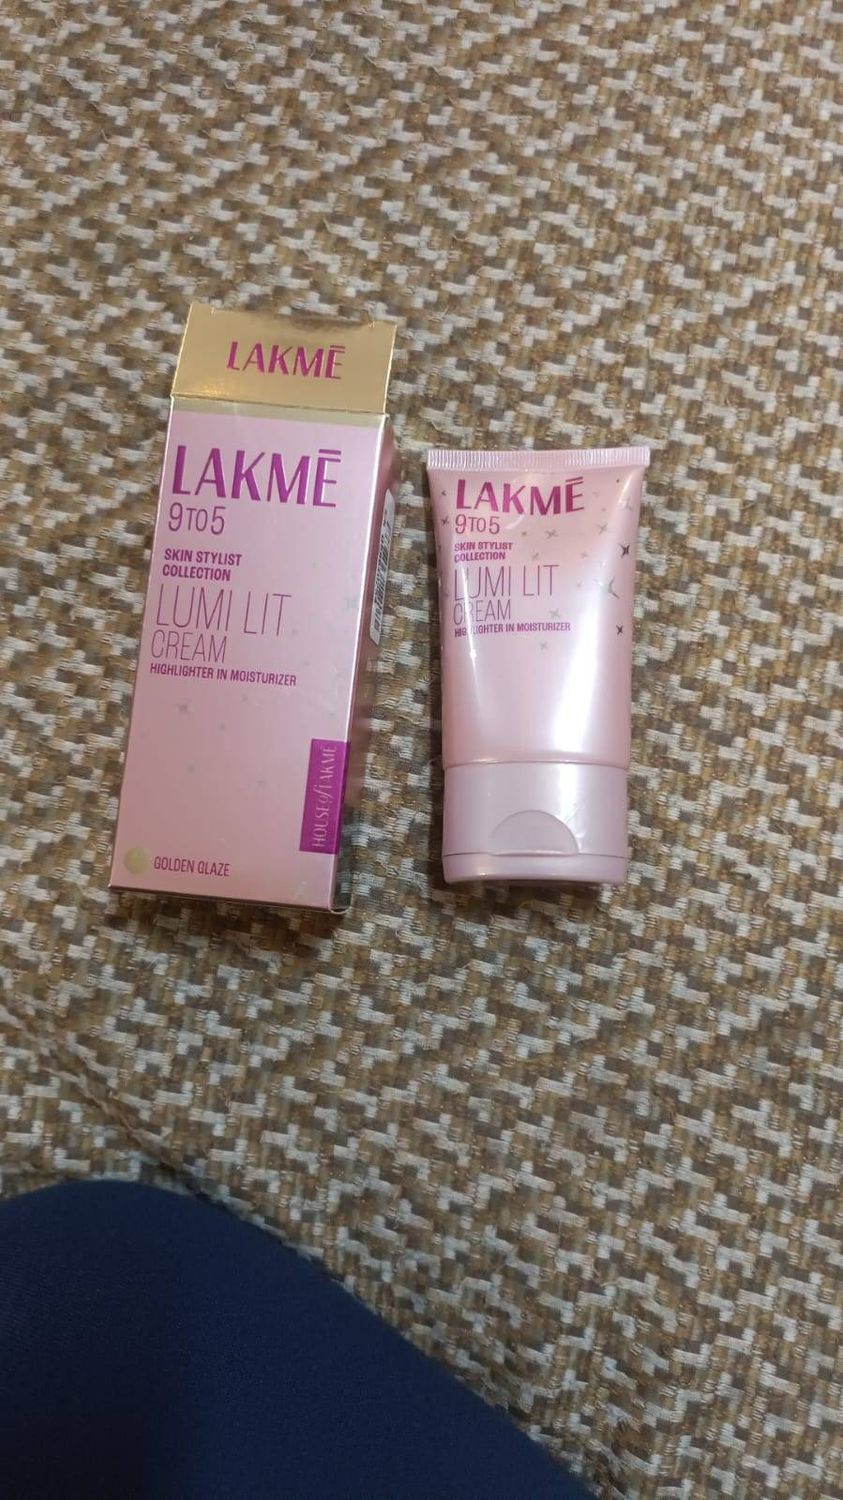 LAKMĒ
LAKMĒ
9TO5
SKIN STYLIST
COLLECTION
LUMI LIT
CREAM
HIGHLIGHTER IN MOISTURIZER
HOUSE of LAKMĒ
GOLDEN GLAZE
LAKMĒ
9TO5
SKIN STYLIST
COLLECTION
LUMI LIT
CREAM
HIGHLIGHTER IN MOISTURIZER